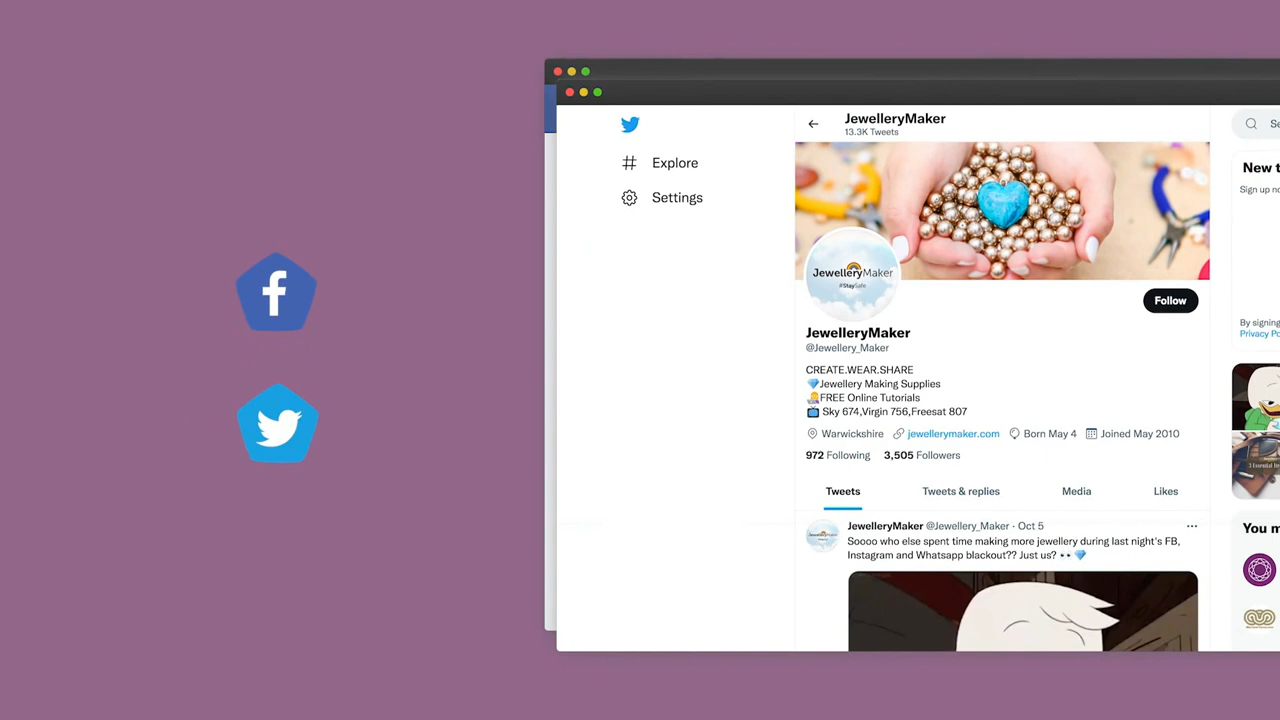 JewelleryMaker
13.3K Tweets
Explore
Settings
New t
Sign up no
JewelleryMaker
#StaySafe
Follow
JewelleryMaker
@Jewellery_Maker
CREATE.WEAR.SHARE
💎Jewellery Making Supplies
FREE Online Tutorials
📺 Sky 674,Virgin 756,Freesat 807
Warwickshire jewellerymaker.com Born May 4 Joined May 2010
972 Following 3,505 Followers
By signing
Privacy Po
Tweets Tweets & replies Media Likes
JewelleryMaker @Jewellery_Maker · Oct 5
Soooo who else spent time making more jewellery during last night's FB,
Instagram and Whatsapp blackout?? Just us? 👀 💎
You m